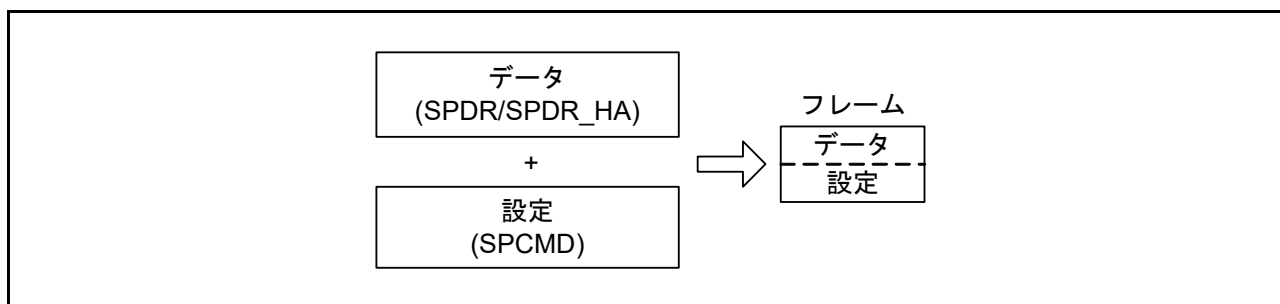 データ
(SPDR/SPDR_HA)
+
設定
(SPCMD)
フレーム
データ
設定